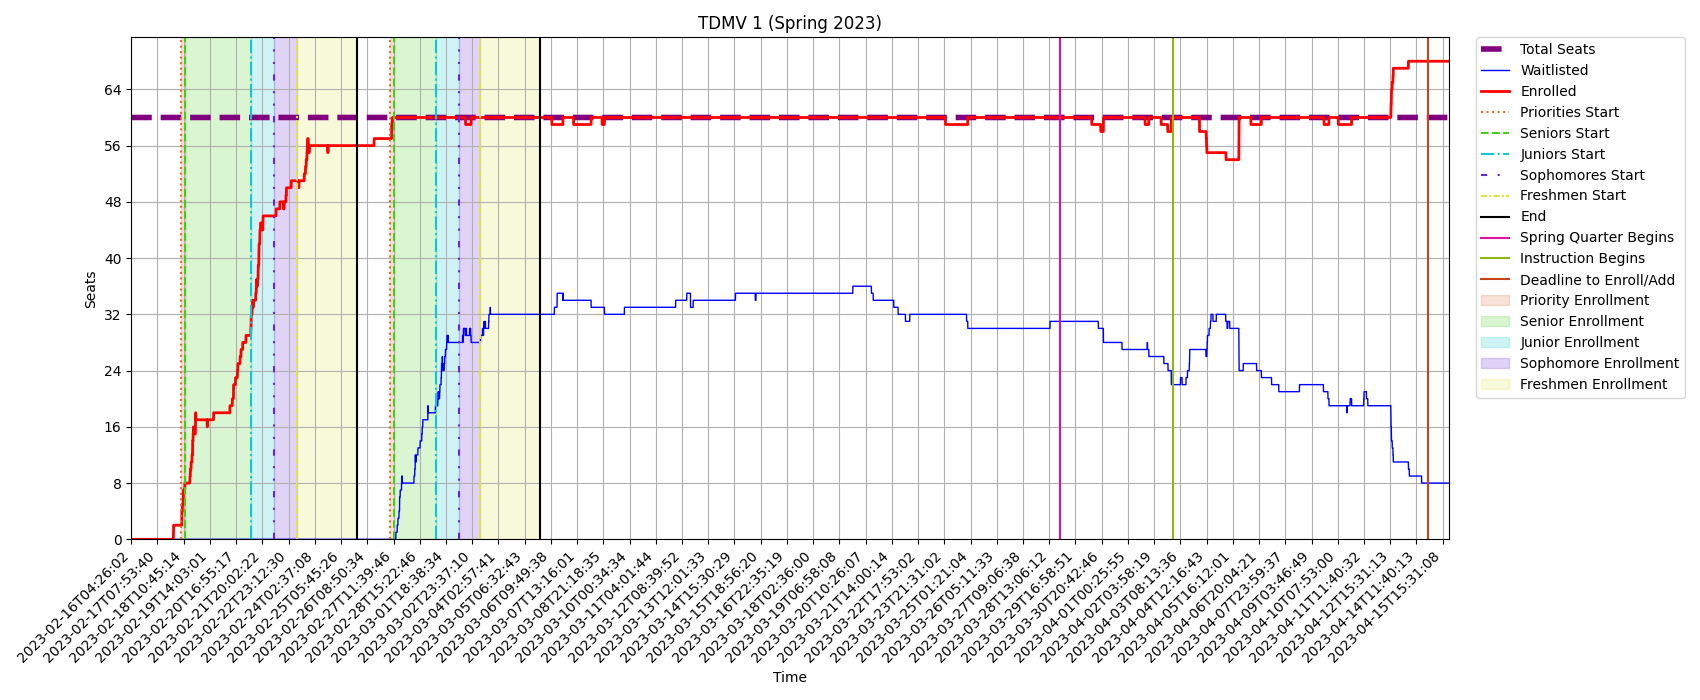 TDMV 1 (Spring 2023)
Seats
64
56
48
40
32
24
16
8
0
2023-02-16T04:26:02
2023-02-17T07:53:40
2023-02-18T10:45:14
2023-02-19T14:03:01
2023-02-20T16:55:17
2023-02-21T20:02:22
2023-02-22T23:12:30
2023-02-24T02:37:08
2023-02-25T05:45:26
2023-02-26T08:50:34
2023-02-27T11:39:46
2023-02-28T15:22:46
2023-03-01T18:38:34
2023-03-02T23:37:10
2023-03-04T02:57:41
2023-03-05T06:32:43
2023-03-06T09:49:38
2023-03-07T13:16:01
2023-03-08T21:18:35
2023-03-10T00:34:34
2023-03-11T04:01:44
2023-03-12T08:39:52
2023-03-13T12:01:33
2023-03-14T15:30:29
2023-03-15T18:56:20
2023-03-16T22:35:19
2023-03-18T02:36:00
2023-03-19T06:58:08
2023-03-20T10:26:07
2023-03-21T14:00:14
2023-03-22T17:53:02
2023-03-23T21:31:02
2023-03-25T01:21:04
2023-03-26T05:11:33
2023-03-27T09:06:38
2023-03-28T13:06:12
2023-03-29T16:58:51
2023-03-30T20:42:46
2023-04-01T00:25:55
2023-04-02T03:58:19
2023-04-03T08:13:36
2023-04-04T12:16:43
2023-04-05T16:12:01
2023-04-06T20:04:21
2023-04-07T23:59:37
2023-04-09T03:46:49
2023-04-10T07:53:00
2023-04-11T11:40:32
2023-04-12T15:31:13
2023-04-14T11:40:13
2023-04-15T15:31:08
Time
Total Seats
Waitlisted
Enrolled
Priorities Start
Seniors Start
Juniors Start
Sophomores Start
Freshmen Start
End
Spring Quarter Begins
Instruction Begins
Deadline to Enroll/Add
Priority Enrollment
Senior Enrollment
Junior Enrollment
Sophomore Enrollment
Freshmen Enrollment